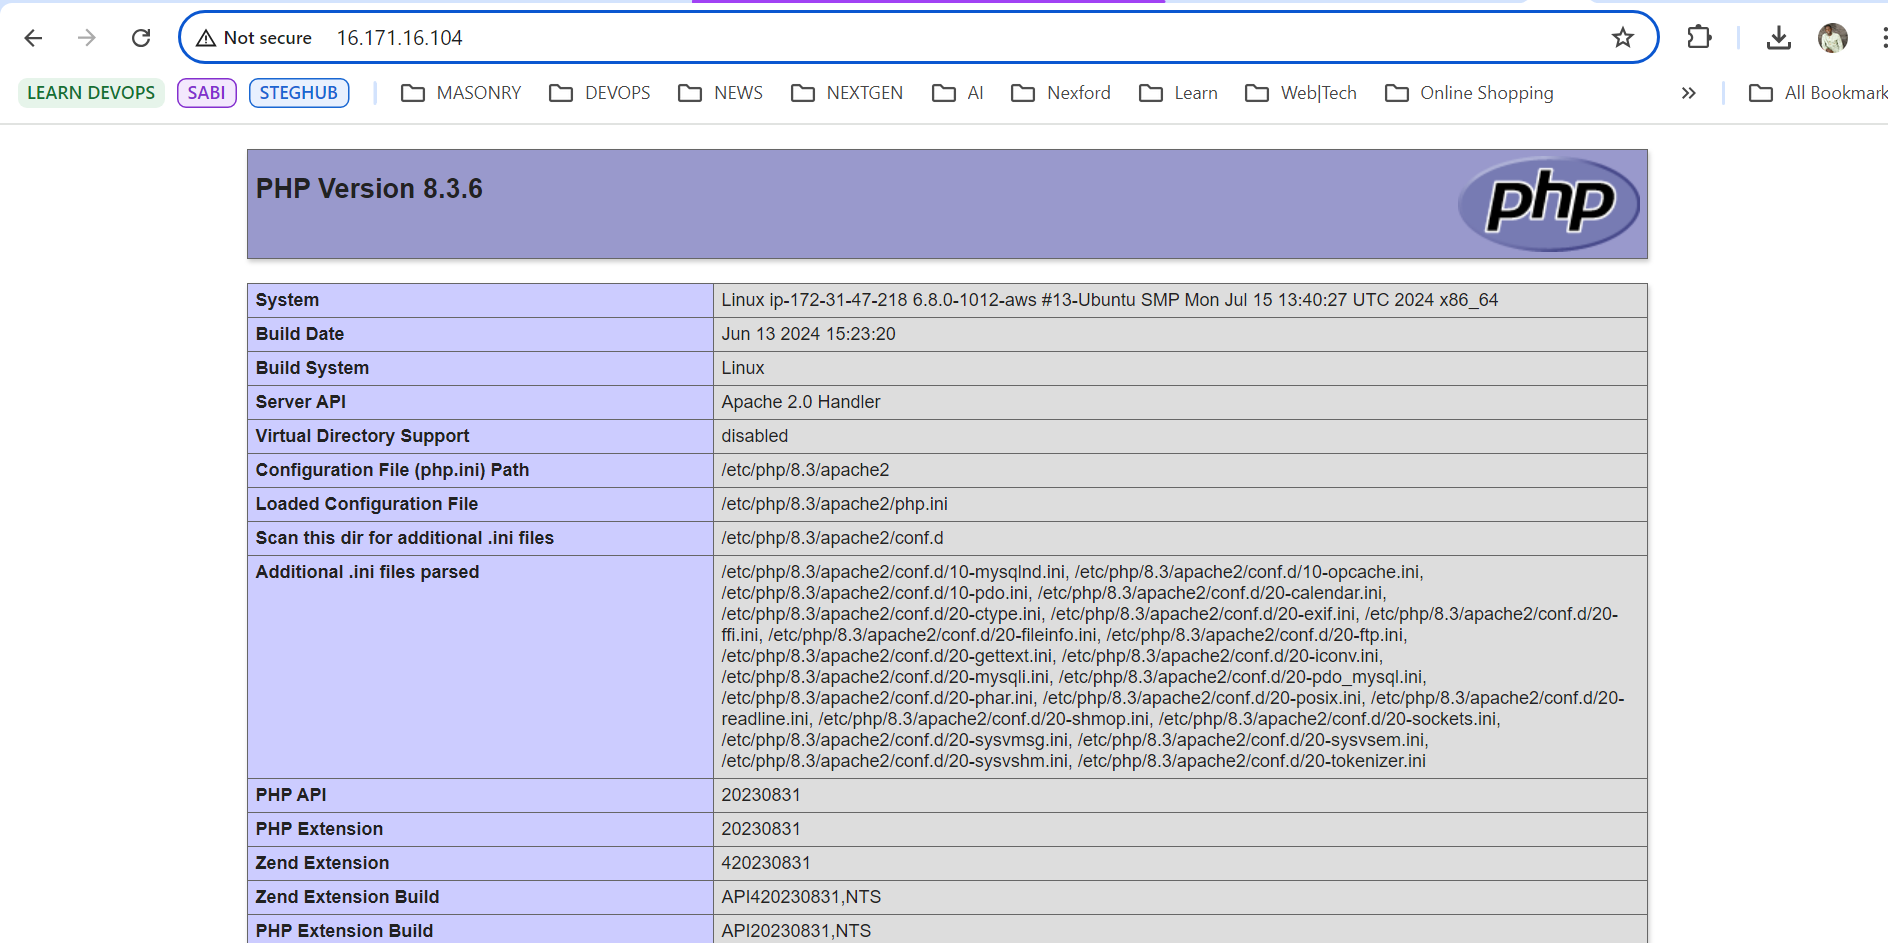 Not secure 16.171.16.104
LEARN DEVOPS SABI STEGHUB MASONRY DEVOPS NEWS NEXTGEN AI Nexford Learn Web|Tech Online Shopping » All Bookmark
PHP Version 8.3.6
php
System Linux ip-172-31-47-218 6.8.0-1012-aws #13-Ubuntu SMP Mon Jul 15 13:40:27 UTC 2024 x86_64
Build Date Jun 13 2024 15:23:20
Build System Linux
Server API Apache 2.0 Handler
Virtual Directory Support disabled
Configuration File (php.ini) Path /etc/php/8.3/apache2
Loaded Configuration File /etc/php/8.3/apache2/php.ini
Scan this dir for additional .ini files /etc/php/8.3/apache2/conf.d
Additional .ini files parsed /etc/php/8.3/apache2/conf.d/10-mysqlnd.ini, /etc/php/8.3/apache2/conf.d/10-opcache.ini,
/etc/php/8.3/apache2/conf.d/10-pdo.ini, /etc/php/8.3/apache2/conf.d/20-calendar.ini,
/etc/php/8.3/apache2/conf.d/20-ctype.ini, /etc/php/8.3/apache2/conf.d/20-exif.ini, /etc/php/8.3/apache2/conf.d/20-
ffi.ini, /etc/php/8.3/apache2/conf.d/20-fileinfo.ini, /etc/php/8.3/apache2/conf.d/20-ftp.ini,
/etc/php/8.3/apache2/conf.d/20-gettext.ini, /etc/php/8.3/apache2/conf.d/20-iconv.ini,
/etc/php/8.3/apache2/conf.d/20-mysqli.ini, /etc/php/8.3/apache2/conf.d/20-pdo_mysql.ini,
/etc/php/8.3/apache2/conf.d/20-phar.ini, /etc/php/8.3/apache2/conf.d/20-posix.ini, /etc/php/8.3/apache2/conf.d/20-
readline.ini, /etc/php/8.3/apache2/conf.d/20-shmop.ini, /etc/php/8.3/apache2/conf.d/20-sockets.ini,
/etc/php/8.3/apache2/conf.d/20-sysvmsg.ini, /etc/php/8.3/apache2/conf.d/20-sysvsem.ini,
/etc/php/8.3/apache2/conf.d/20-sysvshm.ini, /etc/php/8.3/apache2/conf.d/20-tokenizer.ini
PHP API 20230831
PHP Extension 20230831
Zend Extension 420230831
Zend Extension Build API420230831,NTS
PHP Extension Build API20230831,NTS